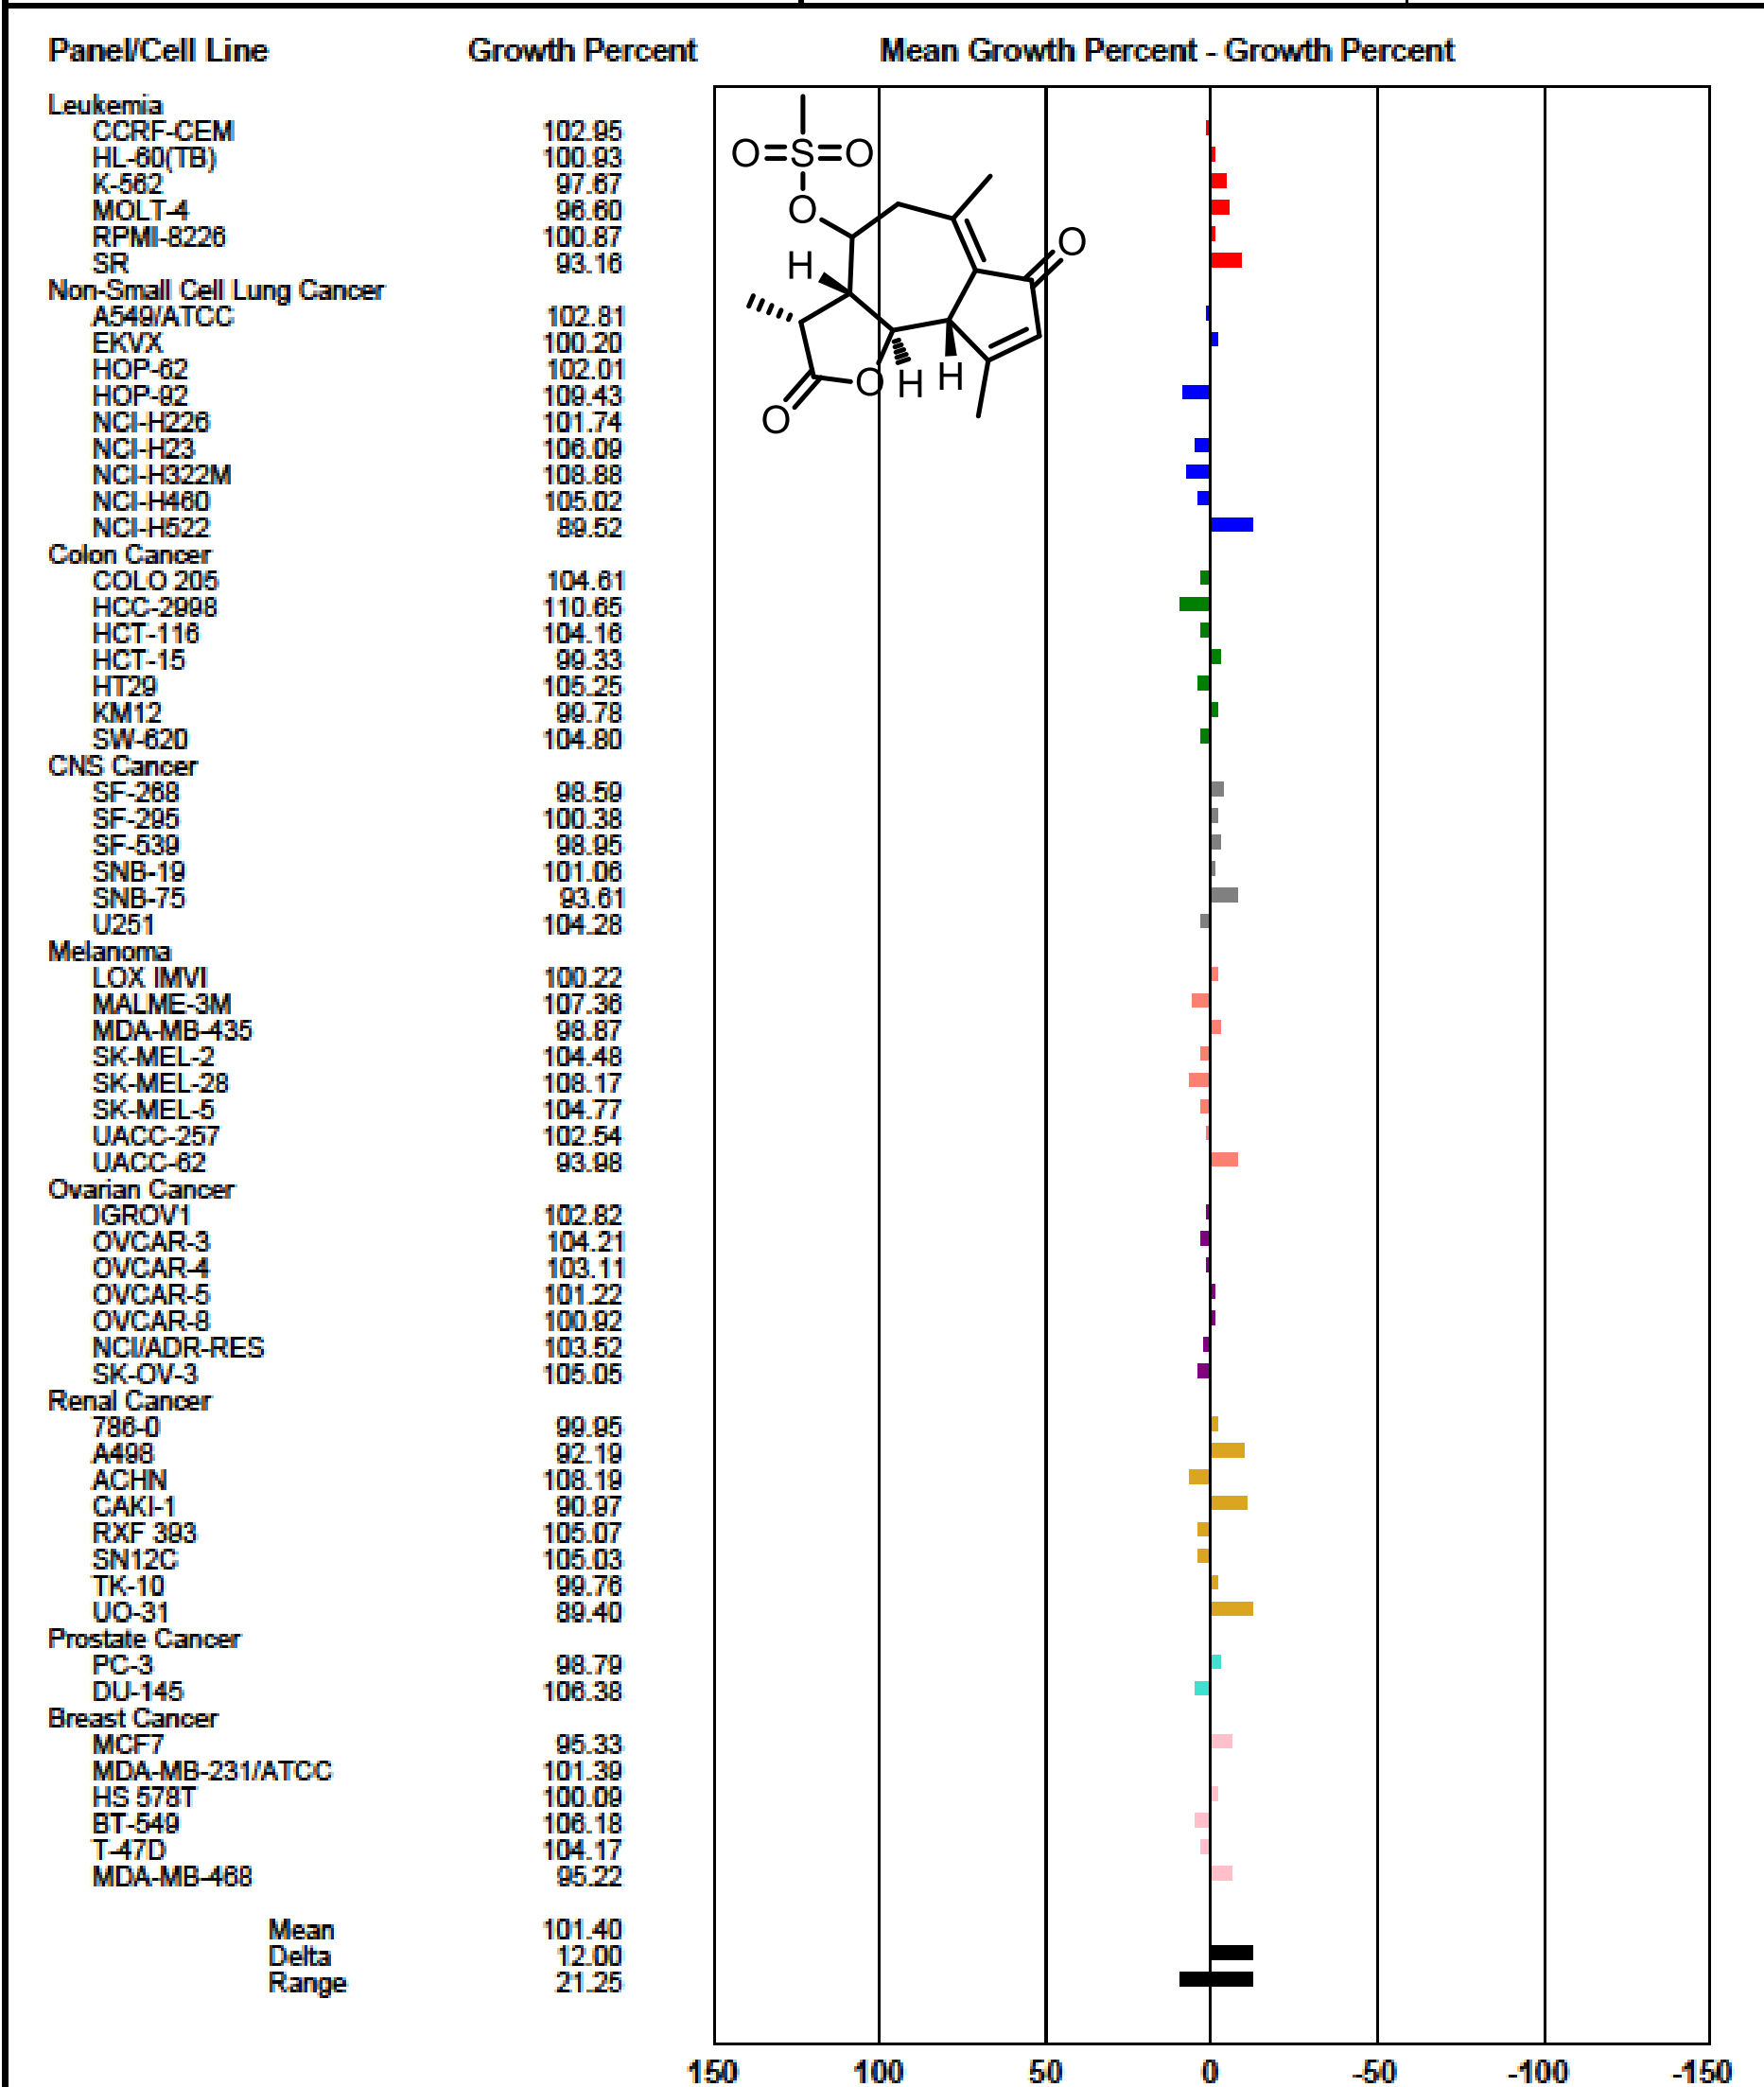 Panel/Cell Line Growth Percent Mean Growth Percent - Growth Percent
Leukemia
CCRF-CEM 102.95
HL-60(TB) 100.93
K-562 97.67
MOLT-4 96.60
RPMI-8226 100.87
SR 93.16
Non-Small Cell Lung Cancer
A549/ATCC 102.81
EKVX 100.20
HOP-62 102.01
HOP-92 109.43
NCI-H226 101.74
NCI-H23 106.09
NCI-H322M 108.88
NCI-H460 105.02
NCI-H522 89.52
Colon Cancer
COLO 205 104.61
HCC-2998 110.65
HCT-116 104.16
HCT-15 99.33
HT29 105.25
KM12 99.78
SW-620 104.80
CNS Cancer
SF-268 98.59
SF-295 100.38
SF-539 98.95
SNB-19 101.06
SNB-75 93.61
U251 104.28
Melanoma
LOX IMVI 100.22
MALME-3M 107.36
MDA-MB-435 98.87
SK-MEL-2 104.48
SK-MEL-28 108.17
SK-MEL-5 104.77
UACC-257 102.54
UACC-62 93.98
Ovarian Cancer
IGROV1 102.82
OVCAR-3 104.21
OVCAR-4 103.11
OVCAR-5 101.22
OVCAR-8 100.92
NCI/ADR-RES 103.52
SK-OV-3 105.05
Renal Cancer
786-0 99.95
A498 92.19
ACHN 108.19
CAKI-1 90.97
RXF 393 105.07
SN12C 105.03
TK-10 99.76
UO-31 89.40
Prostate Cancer
PC-3 98.79
DU-145 106.38
Breast Cancer
MCF7 95.33
MDA-MB-231/ATCC 101.39
HS 578T 100.09
BT-549 106.18
T-47D 104.17
MDA-MB-468 95.22
Mean 101.40
Delta 12.00
Range 21.25
O=S=O
O
O
H
O H H
O
150 100 50 0 -50 -100 -150